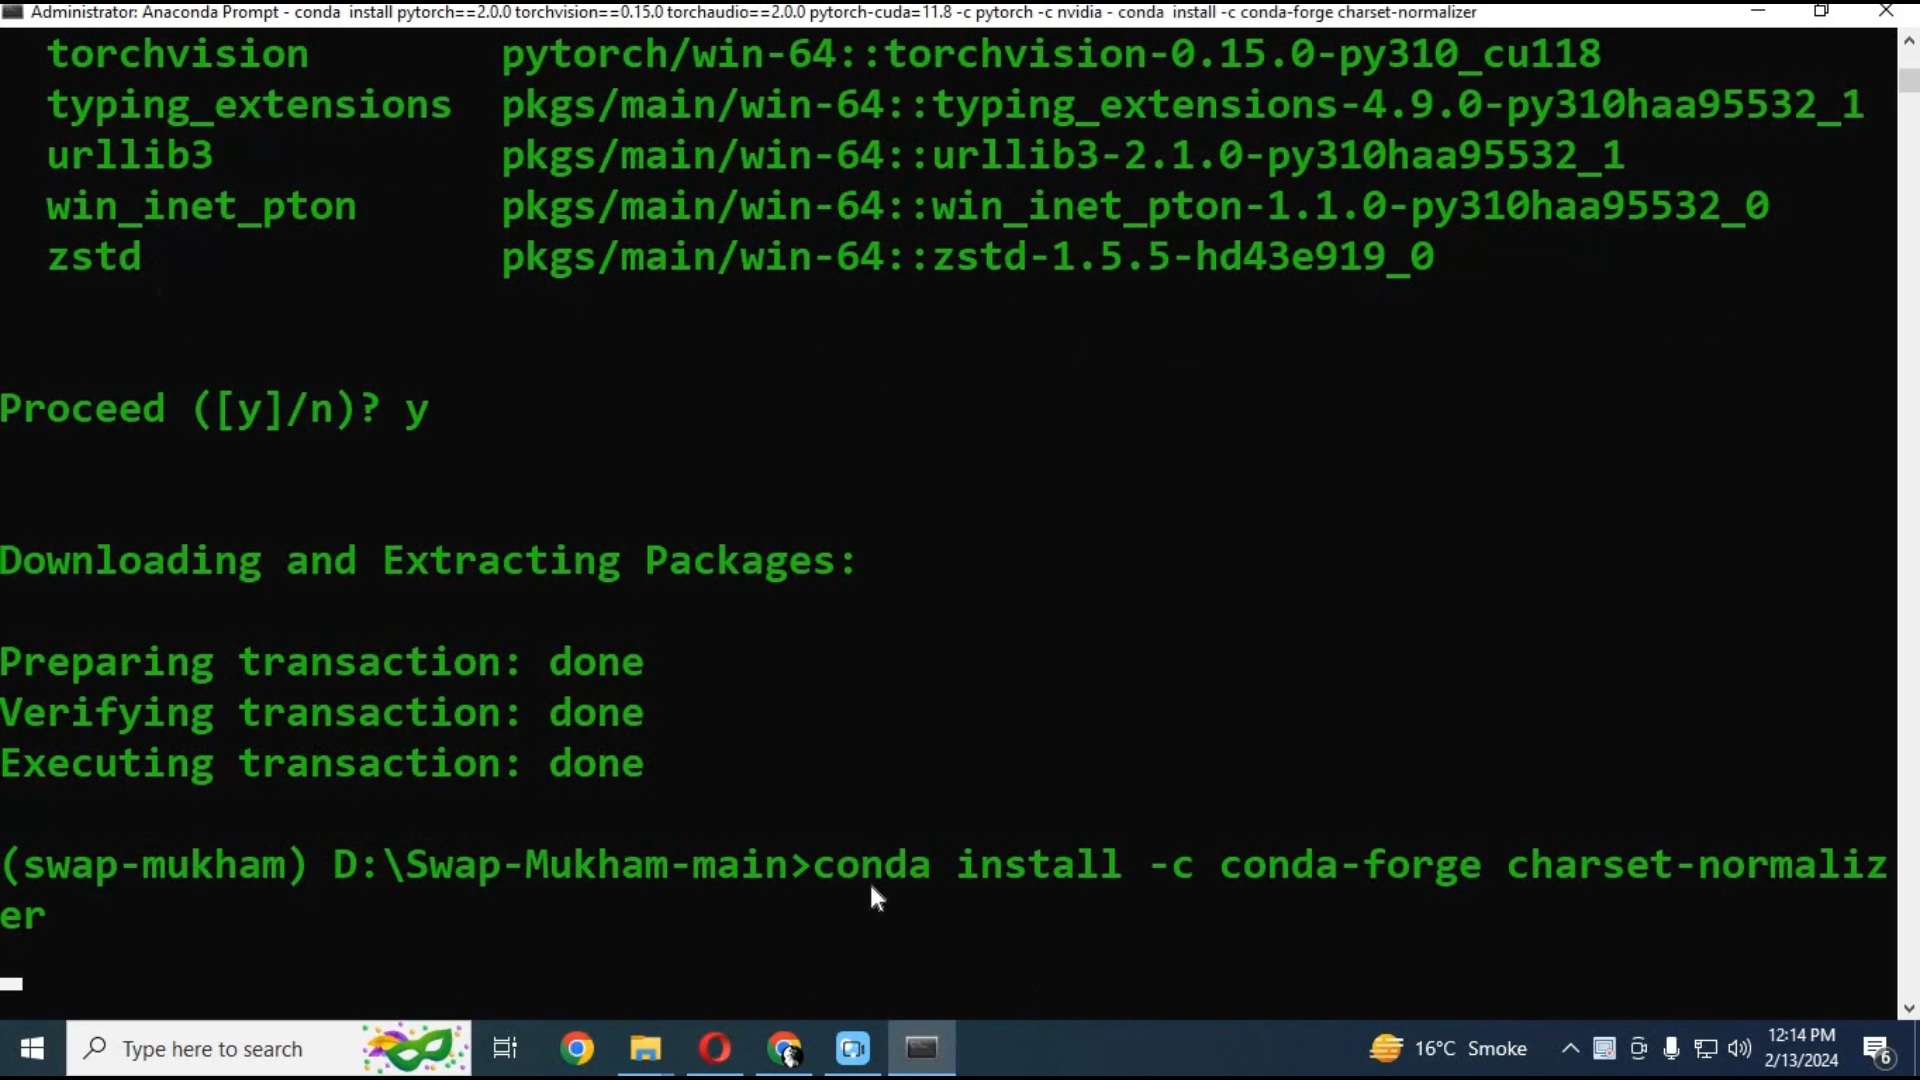 Administrator: Anaconda Prompt - conda  install pytorch==2.0.0 torchvision==0.15.0 torchaudio==2.0.0 pytorch-cuda=11.8 -c pytorch -c nvidia - conda  install -c conda-forge charset-normalizer
torchvision pytorch/win-64::torchvision-0.15.0-py310_cu118
typing_extensions pkgs/main/win-64::typing_extensions-4.9.0-py310haa95532_1
urllib3 pkgs/main/win-64::urllib3-2.1.0-py310haa95532_1
win_inet_pton pkgs/main/win-64::win_inet_pton-1.1.0-py310haa95532_0
zstd pkgs/main/win-64::zstd-1.5.5-hd43e919_0
Proceed ([y]/n)? y
Downloading and Extracting Packages:
Preparing transaction: done
Verifying transaction: done
Executing transaction: done
(swap-mukham) D:\Swap-Mukham-main>conda install -c conda-forge charset-normaliz
er
Type here to search
16°C Smoke
12:14 PM
2/13/2024
6